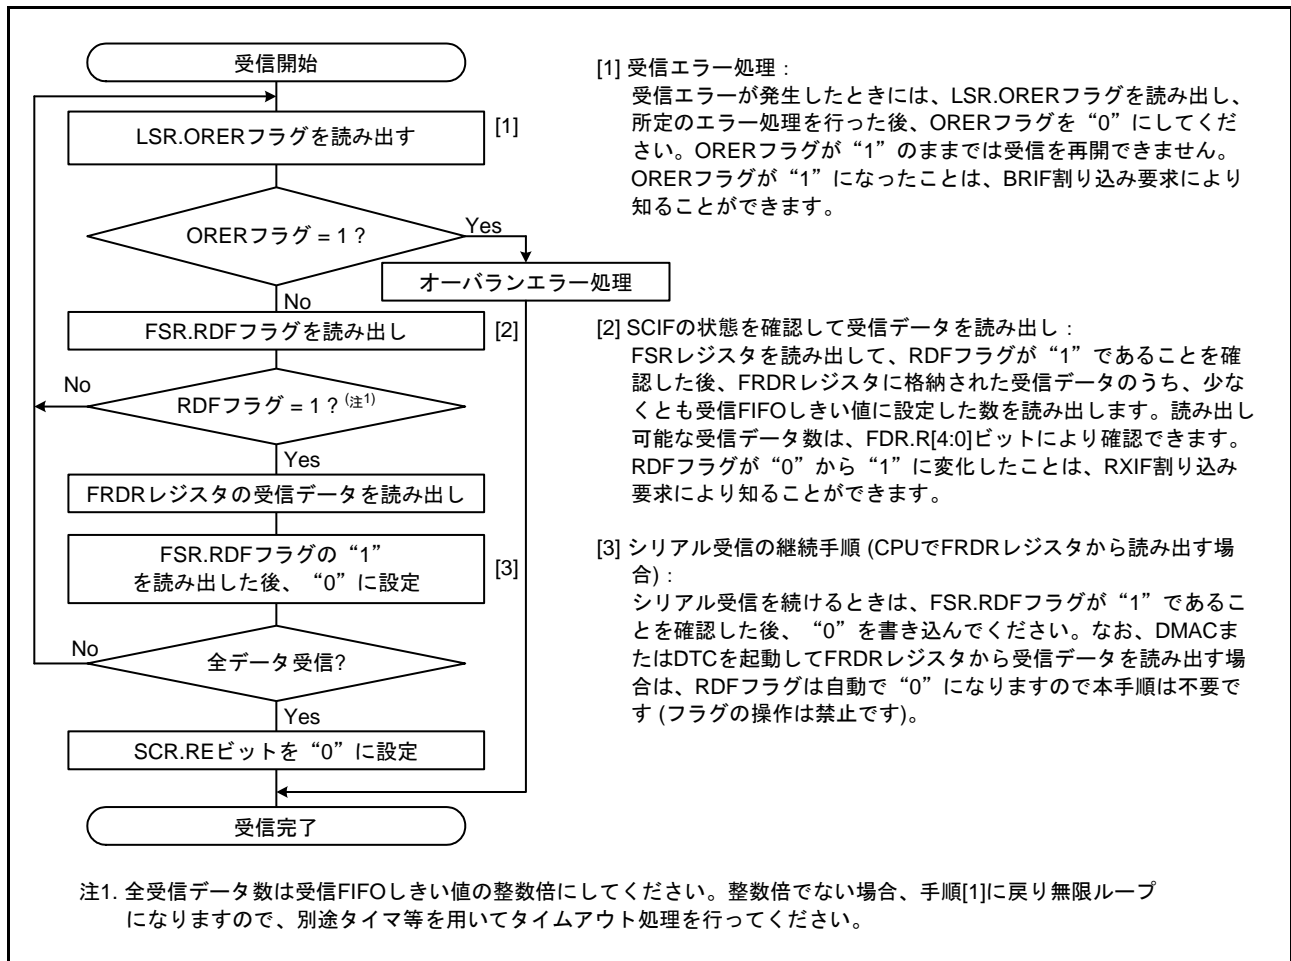 受信開始
LSR.ORERフラグを読み出す
[1]
ORERフラグ = 1 ?
Yes
オーバランエラー処理
No
FSR.RDFフラグを読み出し
[2]
No
RDFフラグ = 1 ? (注1)
Yes
FRDRレジスタの受信データを読み出し
FSR.RDFフラグの“1”
を読み出した後、“0”に設定
[3]
No
全データ受信?
Yes
SCR.REビットを“0”に設定
受信完了
[1] 受信エラー処理：
受信エラーが発生したときには、LSR.ORERフラグを読み出し、
所定のエラー処理を行った後、ORERフラグを“0”にしてくだ
さい。ORERフラグが“1”のままでは受信を再開できません。
ORERフラグが“1”になったことは、BRIF割り込み要求により
知ることができます。
[2] SCIFの状態を確認して受信データを読み出し：
FSRレジスタを読み出して、RDFフラグが“1”であることを確
認した後、FRDRレジスタに格納された受信データのうち、少な
くとも受信FIFOしきい値に設定した数を読み出します。読み出し
可能な受信データ数は、FDR.R[4:0]ビットにより確認できます。
RDFフラグが“0”から“1”に変化したことは、RXIF割り込み
要求により知ることができます。
[3] シリアル受信の継続手順 (CPUでFRDRレジスタから読み出す場
合)：
シリアル受信を続けるときは、FSR.RDFフラグが“1”であるこ
とを確認した後、“0”を書き込んでください。なお、DMACま
たはDTCを起動してFRDRレジスタから受信データを読み出す場
合は、RDFフラグは自動で“0”になりますので本手順は不要で
す (フラグの操作は禁止です)。
注1. 全受信データ数は受信FIFOしきい値の整数倍にしてください。整数倍でない場合、手順[1]に戻り無限ループ
になりますので、別途タイマ等を用いてタイムアウト処理を行ってください。